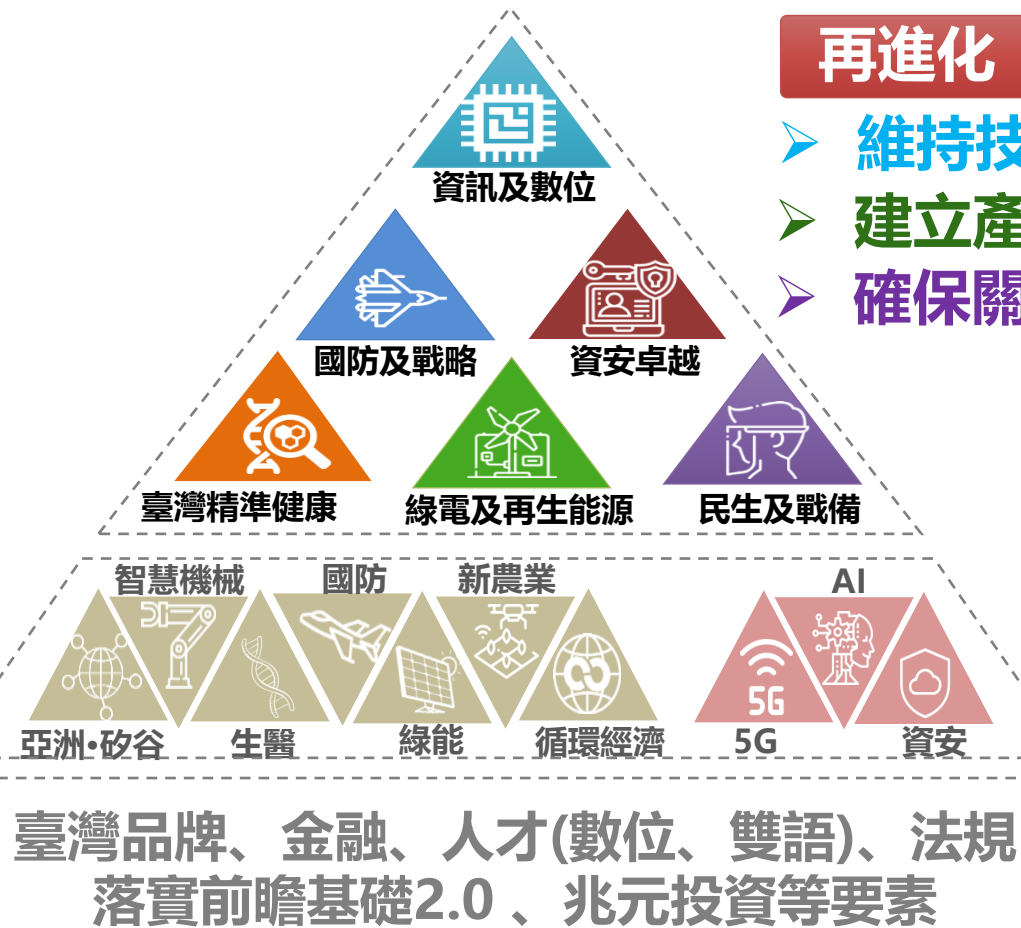 再進化
維持技
建立產
確保關
資訊及數位
國防及戰略
資安卓越
臺灣精準健康
綠電及再生能源
民生及戰備
智慧機械
國防
新農業
AI
5G
亞洲•矽谷
生醫
綠能
循環經濟
5G
資安
臺灣品牌、金融、人才(數位、雙語)、法規
落實前瞻基礎2.0 、兆元投資等要素